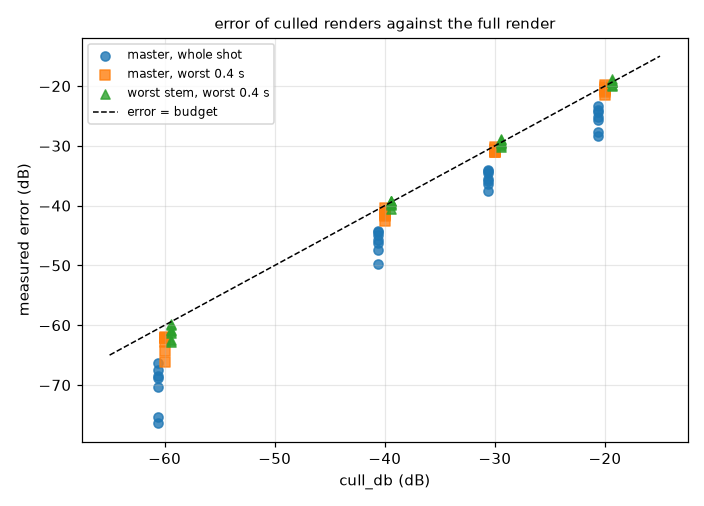 error of culled renders against the full render
master, whole shot
master, worst 0.4 s
worst stem, worst 0.4 s
error = budget
measured error (dB)
−20
−30
−40
−50
−60
−70
−60
−50
−40
−30
−20
cull_db (dB)